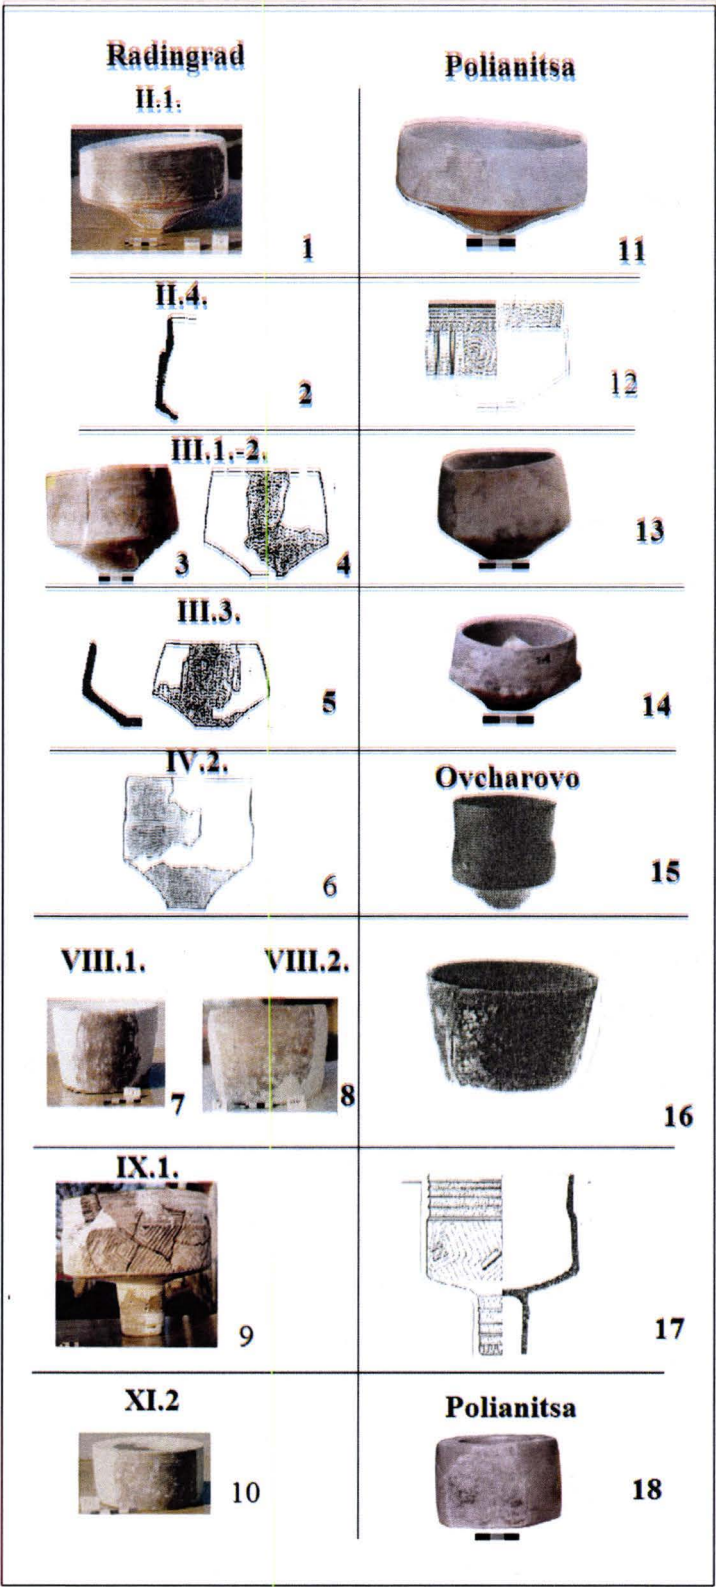 Radingrad
Polianitsa
II.1.
1
11
II.4.
2
12
III.1.-2.
3
4
13
III.3.
5
14
IV.2.
Ovcharovo
6
15
VIII.1.
VIII.2.
7
8
16
IX.1.
9
17
XI.2
Polianitsa
10
18